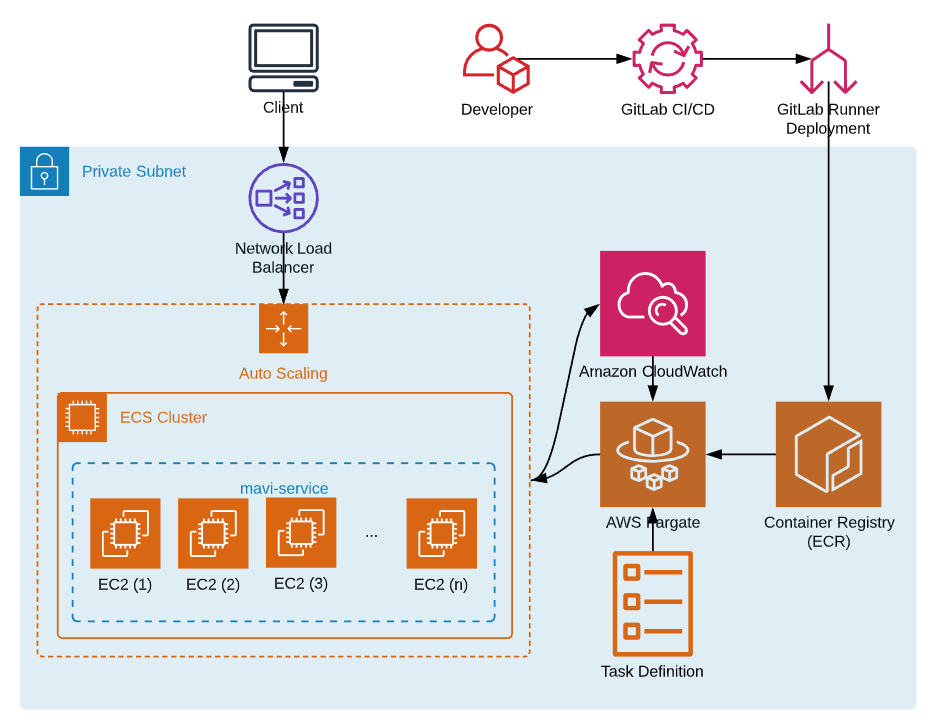 Client
Developer
GitLab CI/CD
GitLab Runner
Deployment
Private Subnet
Network Load
Balancer
Auto Scaling
Amazon CloudWatch
ECS Cluster
mavi-service
...
EC2 (1)
EC2 (2)
EC2 (3)
EC2 (n)
AWS Fargate
Container Registry
(ECR)
Task Definition